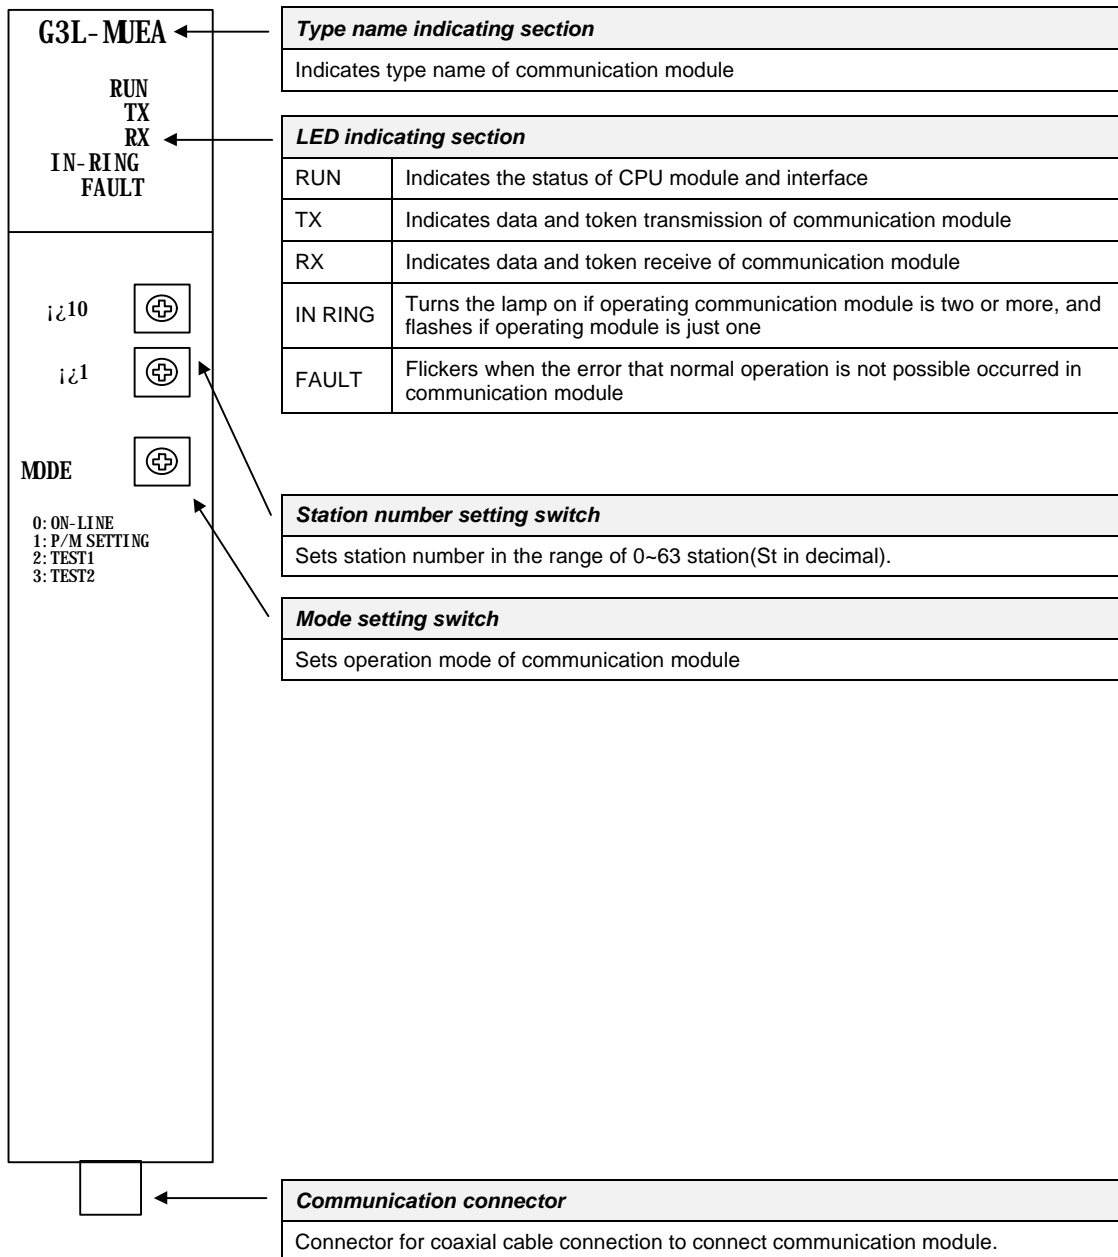 G3L-MUEA
RUN
TX
RX
IN-RING
FAULT
¡¿10
¡¿1
MODE
0:ON-LINE
1:P/M SETTING
2:TEST1
3:TEST2
Type name indicating section
Indicates type name of communication module
LED indicating section
RUN Indicates the status of CPU module and interface
TX Indicates data and token transmission of communication module
RX Indicates data and token receive of communication module
IN RING Turns the lamp on if operating communication module is two or more, and
flashes if operating module is just one
FAULT Flickers when the error that normal operation is not possible occurred in
communication module
Station number setting switch
Sets station number in the range of 0~63 station(St in decimal).
Mode setting switch
Sets operation mode of communication module
Communication connector
Connector for coaxial cable connection to connect communication module.